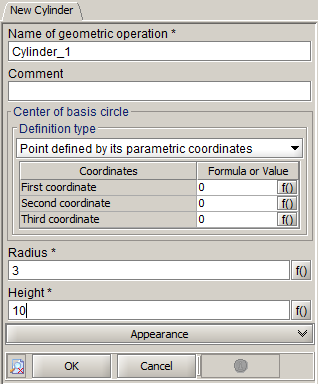 New Cylinder
Name of geometric operation *
Cylinder_1
Comment
Center of basis circle
Definition type
Point defined by its parametric coordinates
Coordinates Formula or Value
First coordinate 0 f()
Second coordinate 0 f()
Third coordinate 0 f()
Radius *
3 f()
Height *
10 f()
Appearance
OK Cancel